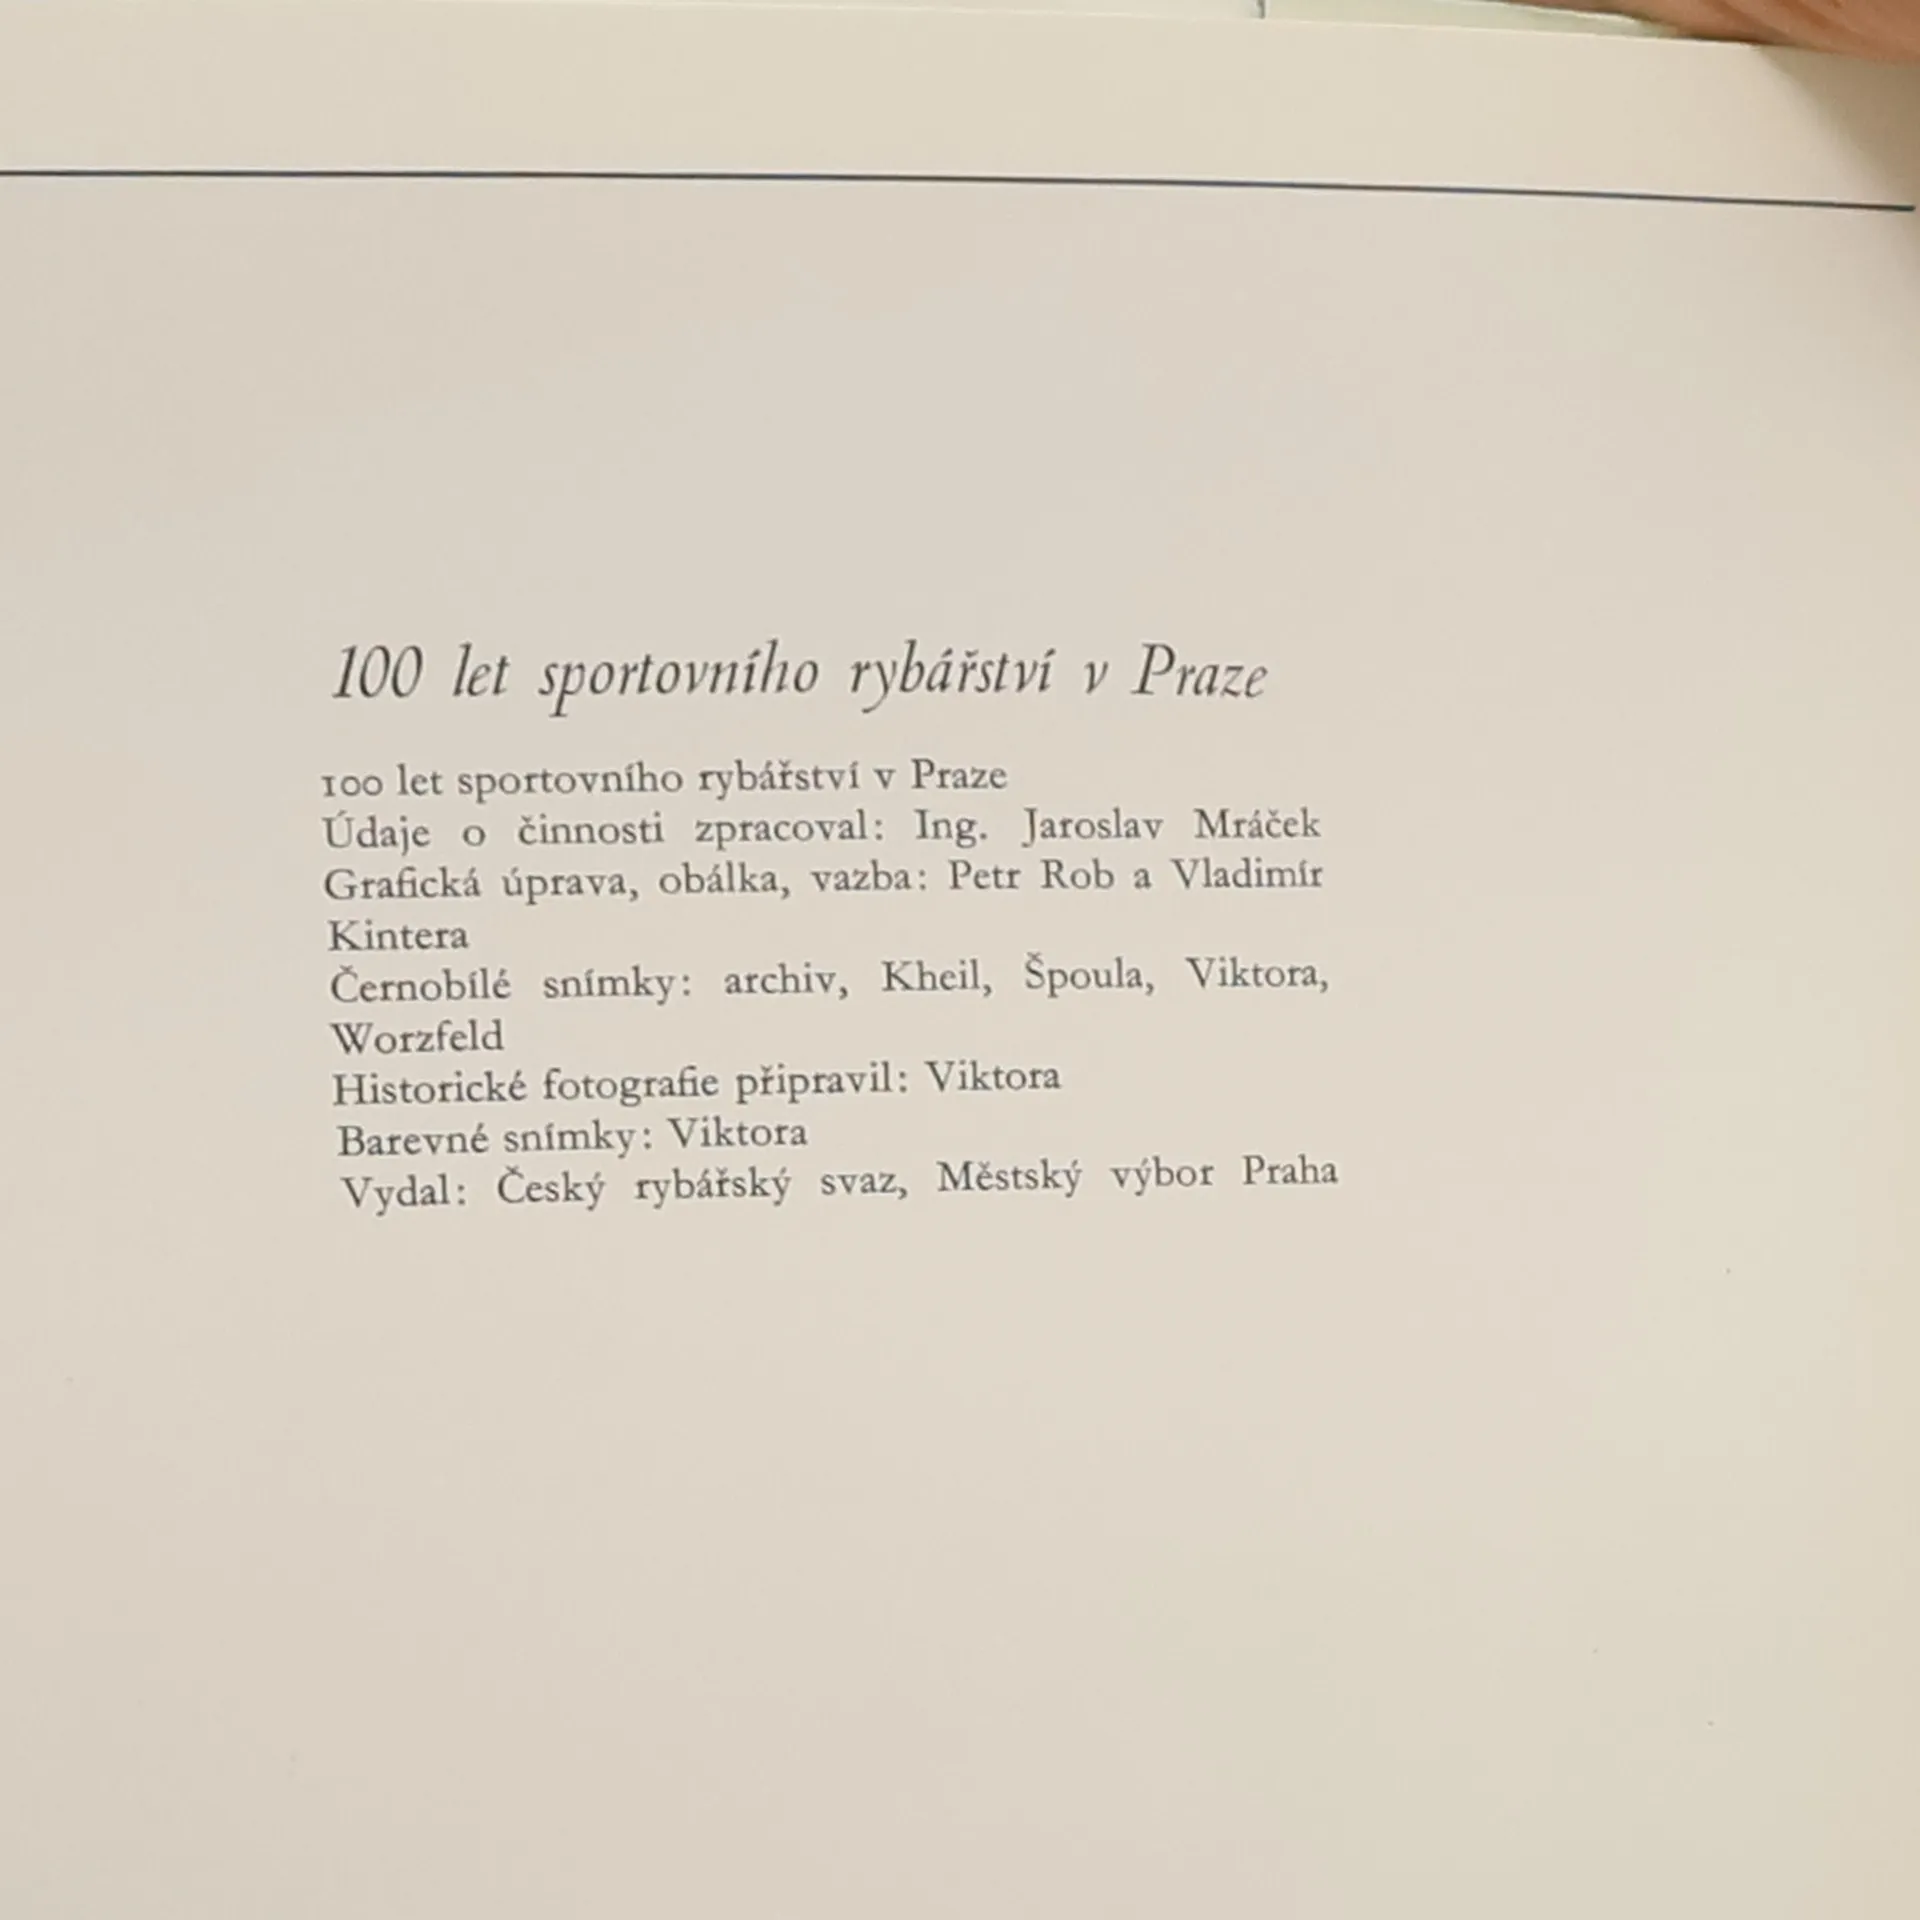 100 let sportovního rybářství v Praze
100 let sportovního rybářství v Praze
Údaje o činnosti zpracoval: Ing. Jaroslav Mráček
Grafická úprava, obálka, vazba: Petr Rob a Vladimír
Kintera
Černobílé snímky: archiv, Kheil, Špoula, Viktora,
Worzfeld
Historické fotografie připravil: Viktora
Barevné snímky: Viktora
Vydal: Český rybářský svaz, Městský výbor Praha